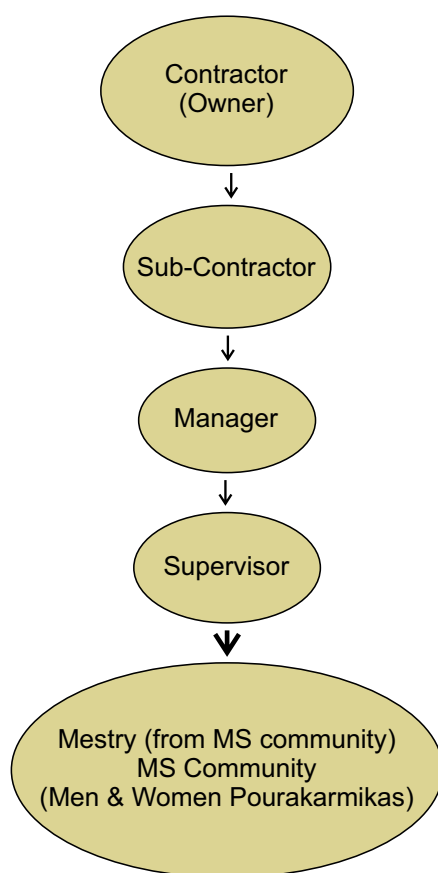 Contractor
(Owner)
Sub-Contractor
Manager
Supervisor
Mestry (from MS community)
MS Community
(Men & Women Pourakarmikas)